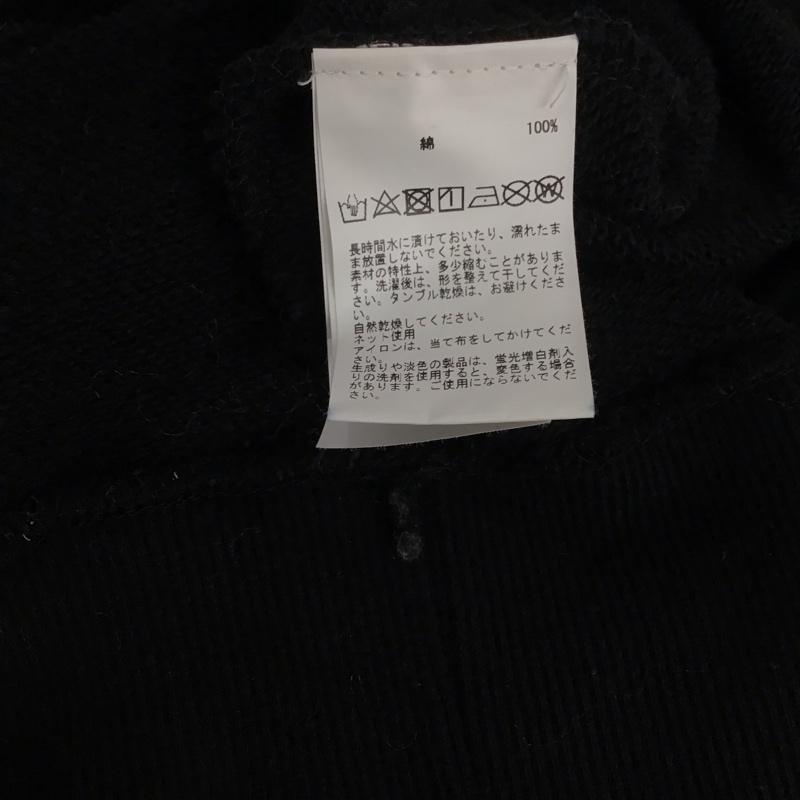 綿 100%
長時間水に漬けておいたり、濡れたま
ま放置しないでください。
素材の特性上、多少縮むことがありま
す。洗濯後は、形を整えて干してくだ
さい。タンブル乾燥は、お避けくださ
い。
自然乾燥してください。
ネット使用
アイロンは、当て布をしてかけてくだ
さい。
生成りや淡色の製品は、蛍光増白剤入
りの洗剤を使用すると、変色する場合
があります。ご使用にならないでくだ
さい。